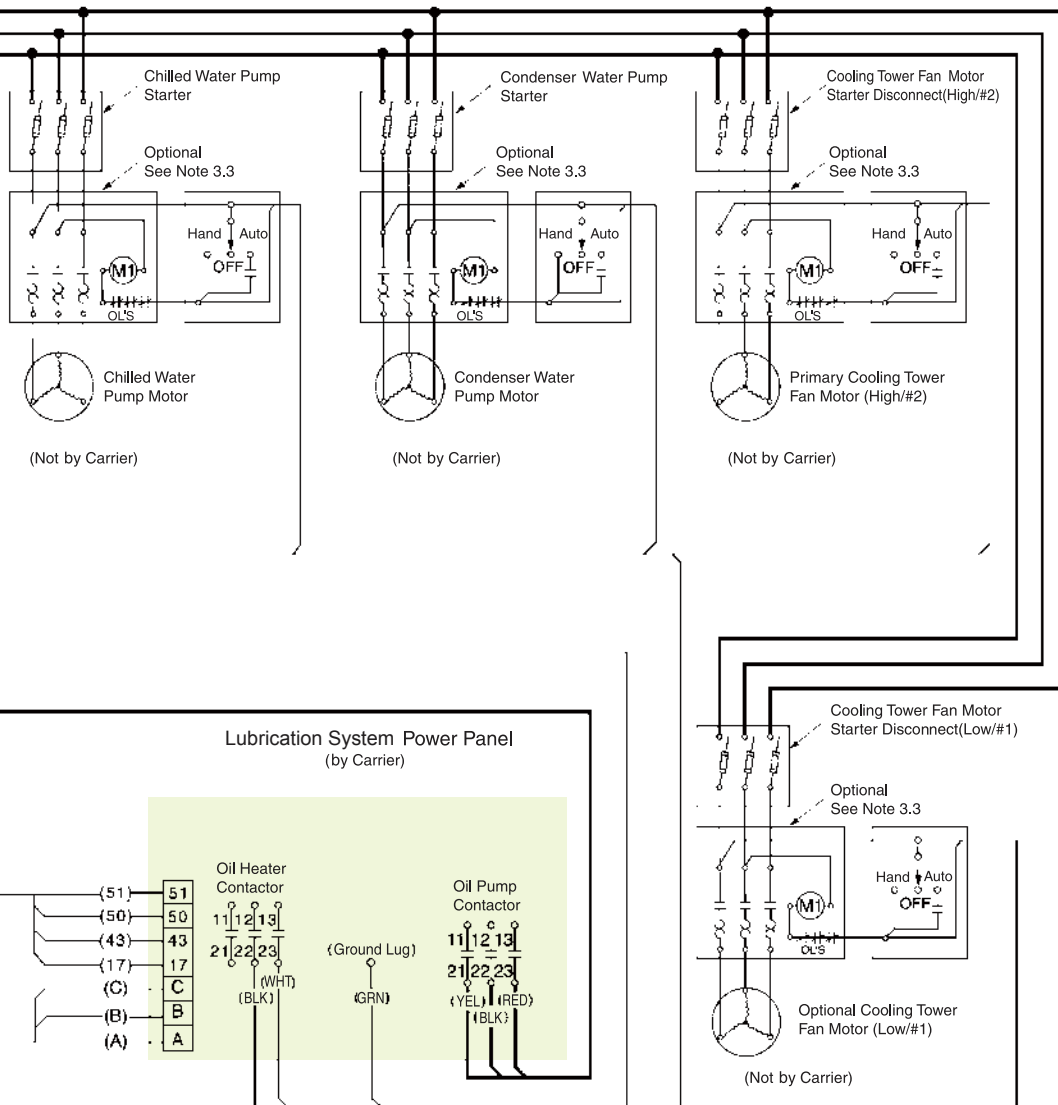 Chilled Water Pump
Starter
Condenser Water Pump
Starter
Cooling Tower Fan Motor
Starter Disconnect(High/#2)
Optional
See Note 3.3
Optional
See Note 3.3
Optional
See Note 3.3
Hand Auto
OFF
M1
OL'S
Hand Auto
OFF
M1
OL'S
Hand Auto
OFF
M1
OL'S
Chilled Water
Pump Motor
Condenser Water
Pump Motor
Primary Cooling Tower
Fan Motor (High/#2)
(Not by Carrier)
(Not by Carrier)
(Not by Carrier)
Cooling Tower Fan Motor
Starter Disconnect(Low/#1)
Optional
See Note 3.3
Hand Auto
OFF
M1
OL'S
Optional Cooling Tower
Fan Motor (Low/#1)
(Not by Carrier)
Lubrication System Power Panel
(by Carrier)
(51) 51
(50) 50
(43) 43
(17) 17
(C) C
(B) B
(A) A
Oil Heater
Contactor
11 12 13
21 22 23
(WHT)
(BLK)
(Ground Lug)
(GRN)
Oil Pump
Contactor
11 12 13
21 22 23
(YEL) (RED)
(BLK)